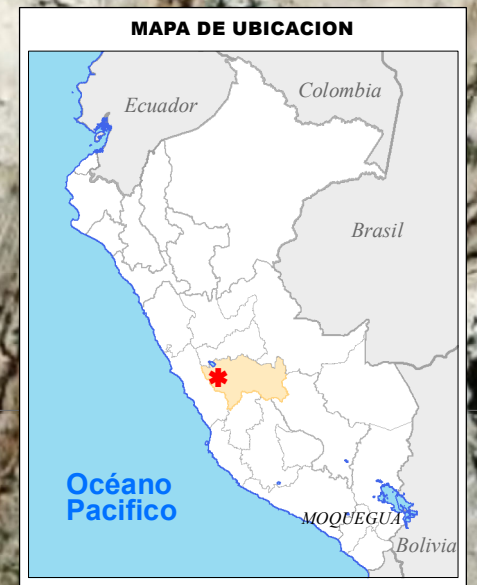 MAPA DE UBICACION
Colombia
Ecuador
Brasil
Océano
Pacifico
MOQUEGUA
Bolivia